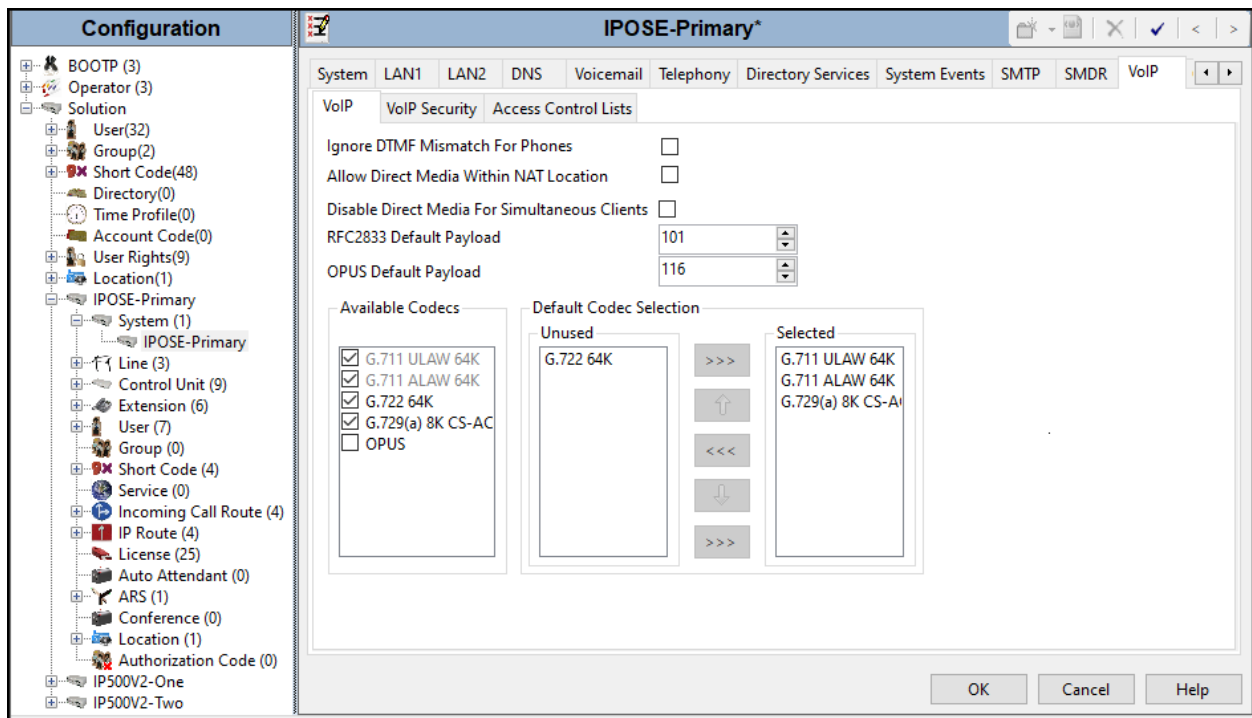 Configuration
BOOTP (3)
Operator (3)
Solution
User(32)
Group(2)
Short Code(48)
Directory(0)
Time Profile(0)
Account Code(0)
User Rights(9)
Location(1)
IPOSE-Primary
System (1)
IPOSE-Primary
Line (3)
Control Unit (9)
Extension (6)
User (7)
Group (0)
Short Code (4)
Service (0)
Incoming Call Route (4)
IP Route (4)
License (25)
Auto Attendant (0)
ARS (1)
Conference (0)
Location (1)
Authorization Code (0)
IP500V2-One
IP500V2-Two
IPOSE-Primary*
System LAN1 LAN2 DNS Voicemail Telephony Directory Services System Events SMTP SMDR VoIP
VoIP VoIP Security Access Control Lists
Ignore DTMF Mismatch For Phones
Allow Direct Media Within NAT Location
Disable Direct Media For Simultaneous Clients
RFC2833 Default Payload 101
OPUS Default Payload 116
Available Codecs
G.711 ULAW 64K
G.711 ALAW 64K
G.722 64K
G.729(a) 8K CS-AC
OPUS
Default Codec Selection
Unused
G.722 64K
>>>
<<<
>>>
Selected
G.711 ULAW 64K
G.711 ALAW 64K
G.729(a) 8K CS-A
OK Cancel Help